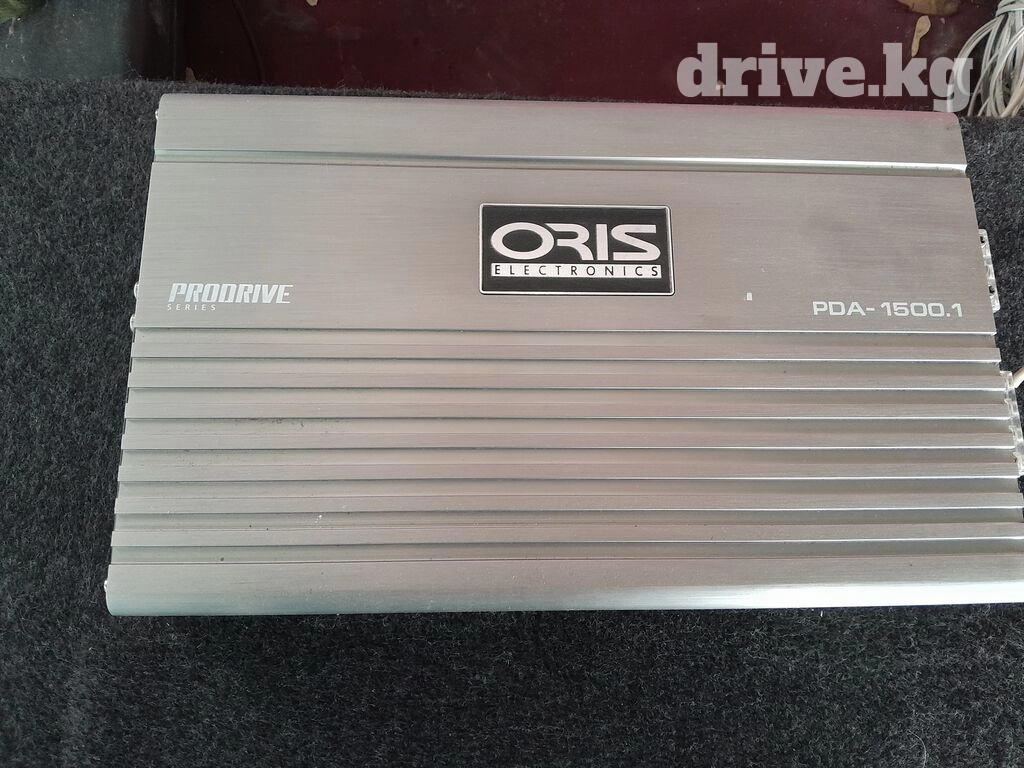 drive.kg
ORIS
ELECTRONICS
PRODRIVE
SERIES
PDA-1500.1